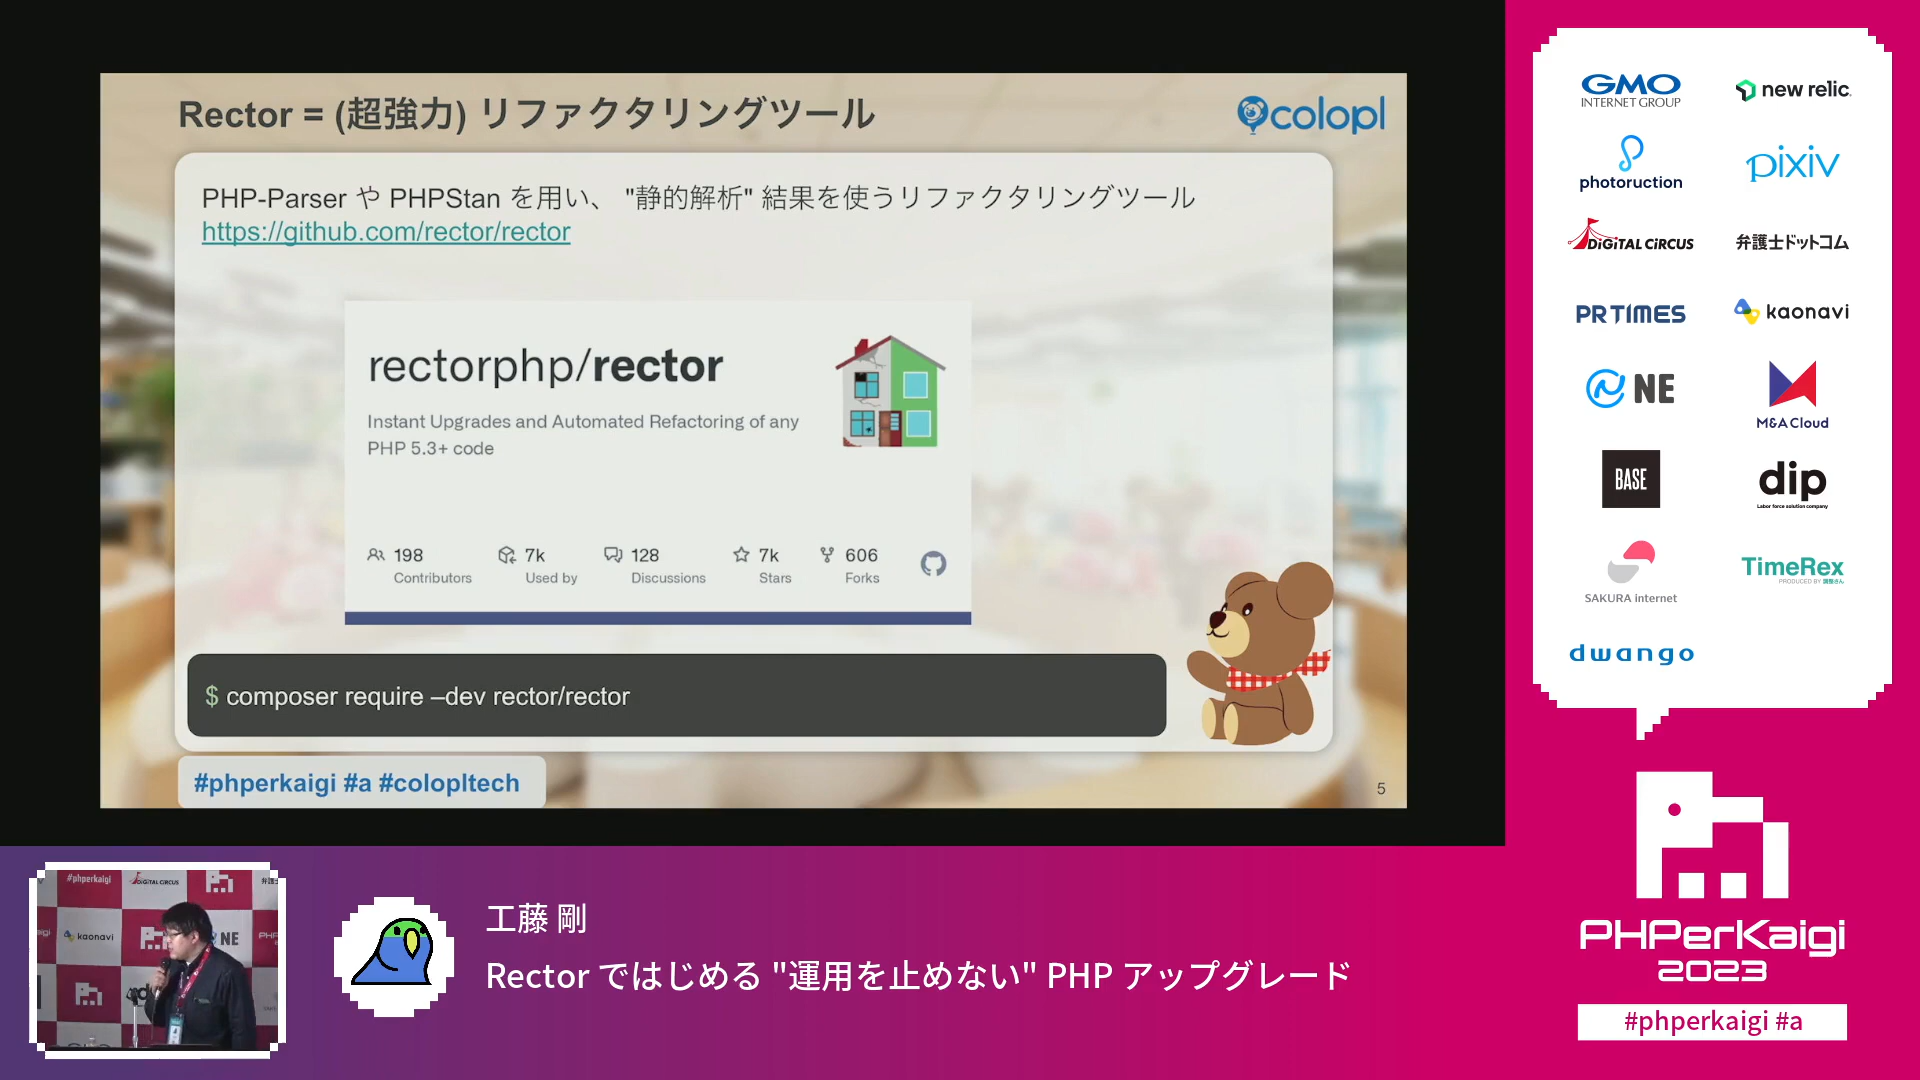 Rector = (超強力) リファクタリングツール
colopl
PHP-Parser や PHPStan を用い、 "静的解析" 結果を使うリファクタリングツール
https://github.com/rector/rector
rectorphp/rector
Instant Upgrades and Automated Refactoring of any
PHP 5.3+ code
198
Contributors
7k
Used by
128
Discussions
7k
Stars
606
Forks
$ composer require –dev rector/rector
#phperkaigi #a #colopltech
5
GMO
INTERNET GROUP
new relic
photoruction
pixiv
DiGiTAL CiRCUS
弁護士ドットコム
PR TIMES
kaonavi
NE
M&A Cloud
BASE
dip
Labor force solution company
SAKURA internet
TimeRex
PRODUCED BY 調整さん
dwango
#phperkaigi
DiGiTAL CiRCUS
kaonavi
NE
工藤 剛
Rector ではじめる "運用を止めない" PHP アップグレード
PHPerKaigi
2023
#phperkaigi #a